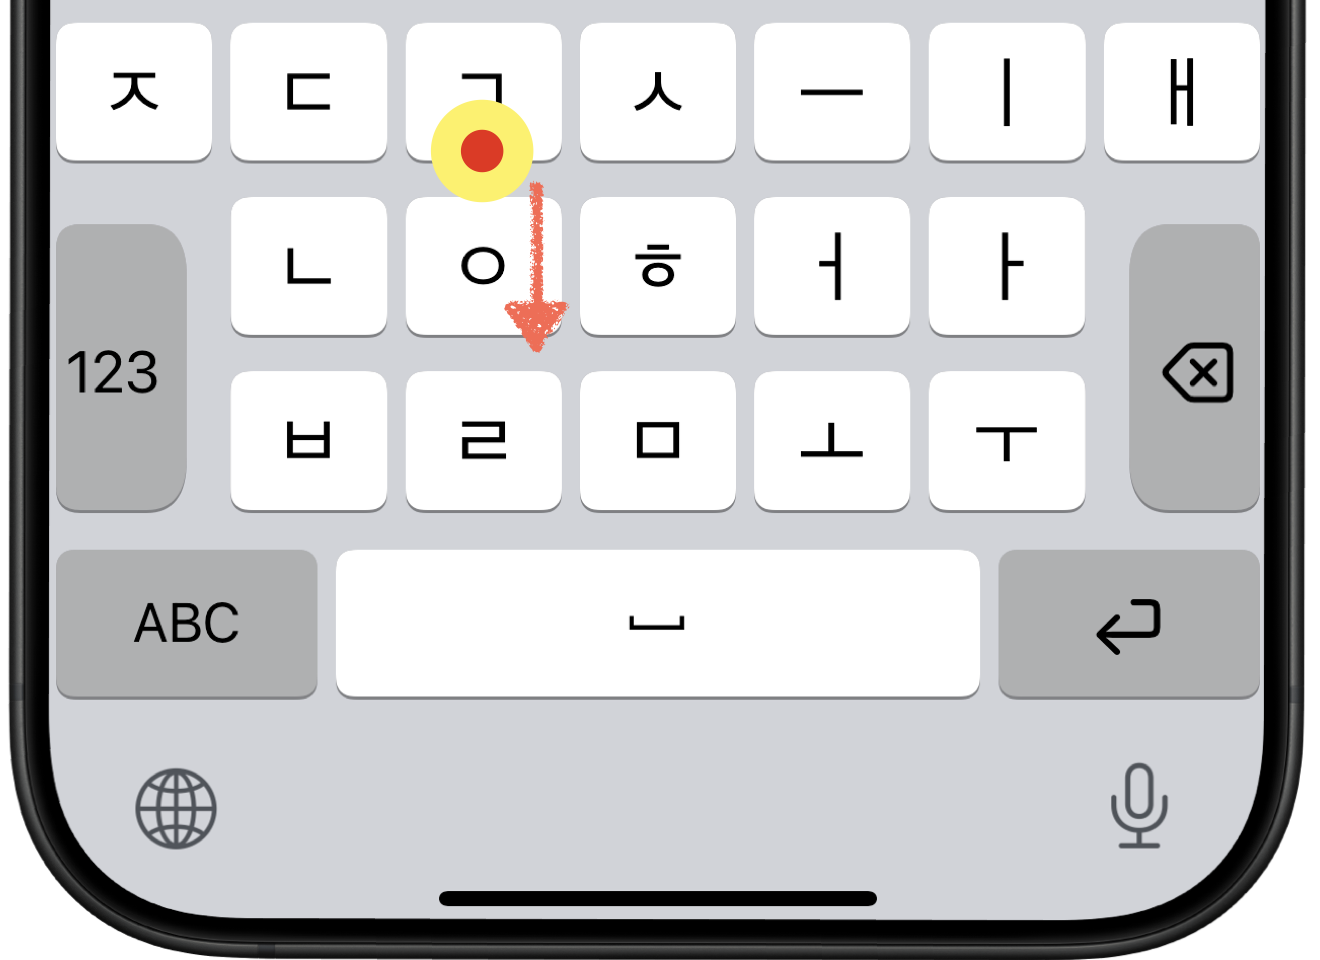 ㅈ ㄷ ㄱ ㅅ ㅡ ㅣ ㅐ
ㄴ ㅇ ㅎ ㅓ ㅏ
123
ㅂ ㄹ ㅁ ㅗ ㅜ
ABC